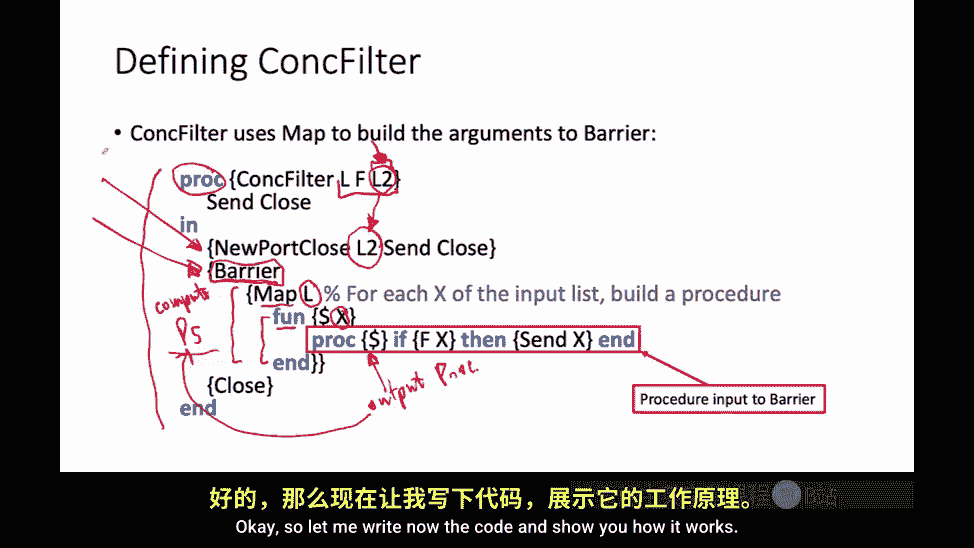 Defining ConcFilter
• ConcFilter uses Map to build the arguments to Barrier:
proc {ConcFilter L F L2}
Send Close
in
{NewPortClose L2 Send Close}
{Barrier
{Map L % For each X of the input list, build a procedure
fun {$ X}
proc {$} if {F X} then {Send X} end
end}}
{Close}
end
compute
Ps
output proc.
Procedure input to Barrier
好的，那么现在让我写下代码，展示它的工作原理。
Okay, so let me write now the code and show you how it works.